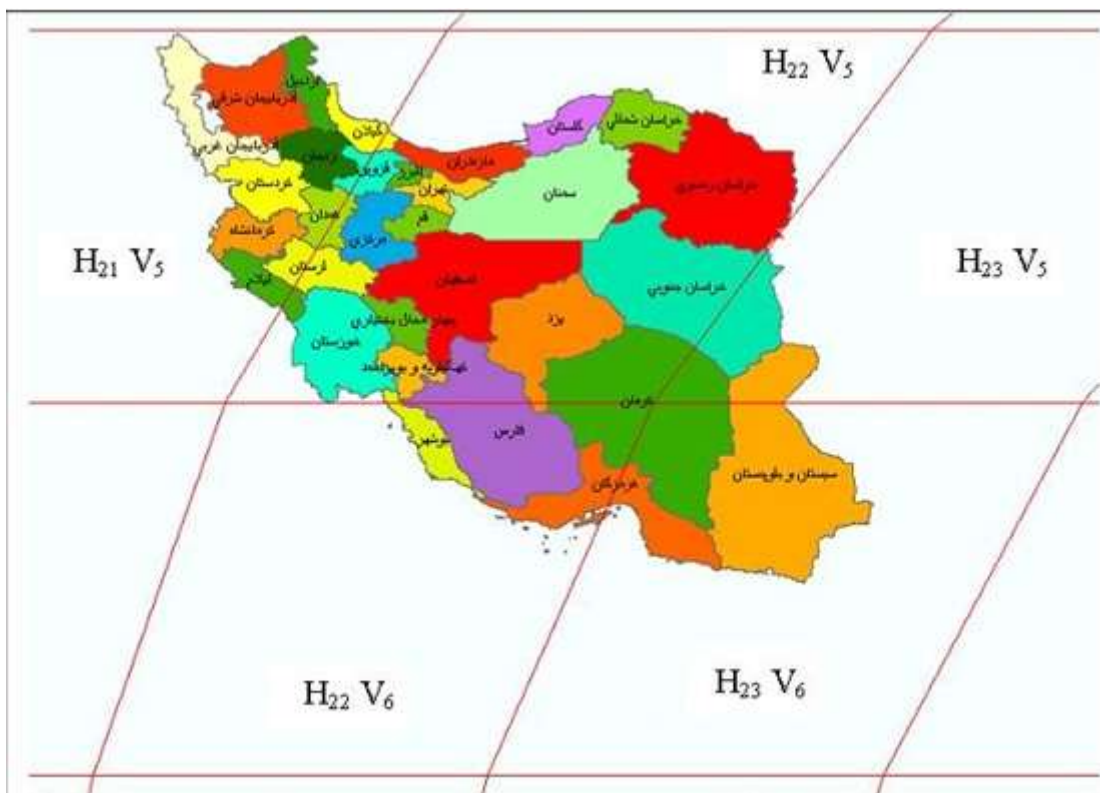 H₂₂ V₅
اردبیل
آذربایجان شرقی
گیلان
گلستان
خراسان شمالی
آذربایجان غربی
زنجان
مازندران
قزوین
البرز
تهران
سمنان
خراسان رضوی
کردستان
همدان
قم
کرمانشاه
مرکزی
H₂₁ V₅
لرستان
ایلام
اصفهان
خراسان جنوبی
H₂₃ V₅
چهار محال بختیاری
یزد
خوزستان
کهگیلویه و بویراحمد
کرمان
فارس
بوشهر
سیستان و بلوچستان
هرمزگان
H₂₂ V₆
H₂₃ V₆